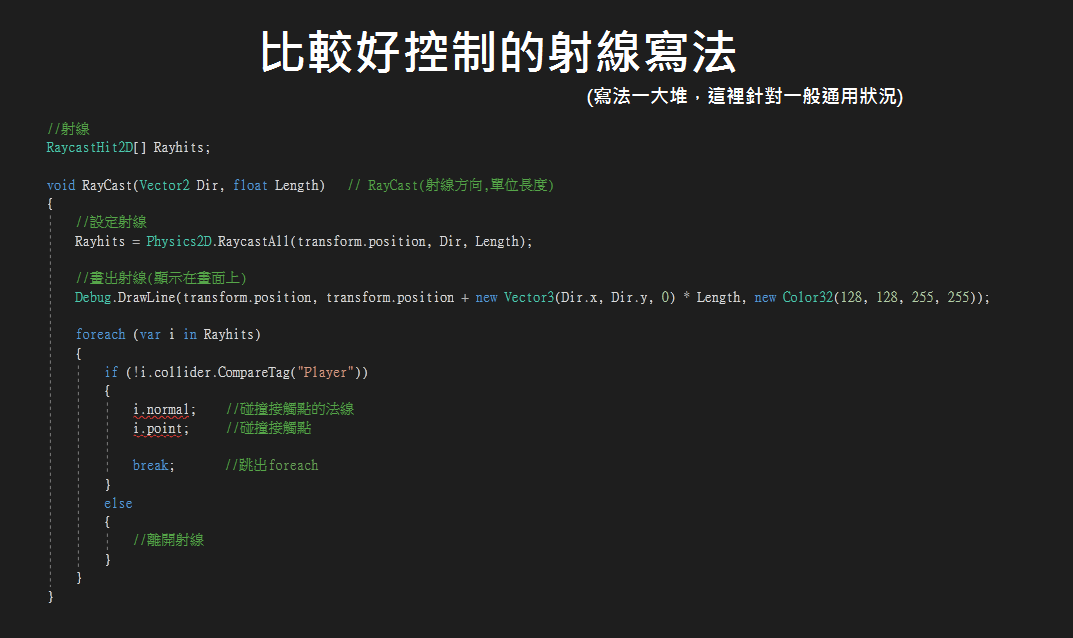 比較好控制的射線寫法
(寫法一大堆，這裡針對一般通用狀況)
//射線
RaycastHit2D[] Rayhits;
void RayCast(Vector2 Dir, float Length) // RayCast(射線方向,單位長度)
{
//設定射線
Rayhits = Physics2D.RaycastAll(transform.position, Dir, Length);
//畫出射線(顯示在畫面上)
Debug.DrawLine(transform.position, transform.position + new Vector3(Dir.x, Dir.y, 0) * Length, new Color32(128, 128, 255, 255));
foreach (var i in Rayhits)
{
if (!i.collider.CompareTag("Player"))
{
i.normal; //碰撞接觸點的法線
i.point; //碰撞接觸點
break; //跳出foreach
}
else
{
//離開射線
}
}
}